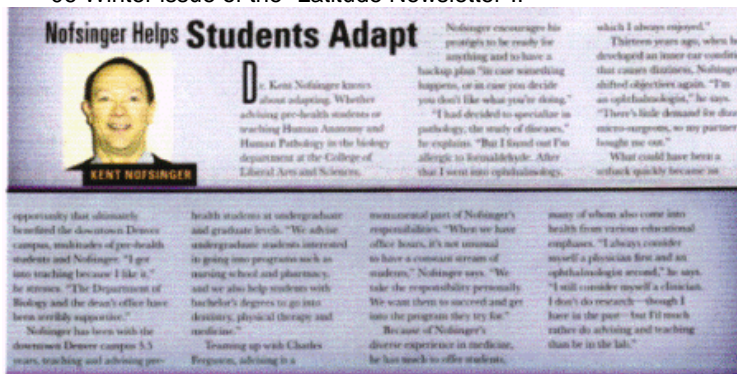 Winter issue of the "Latitude Newsletter"
Nofsinger Helps Students Adapt
KENT NOFSINGER
Dr. Kent Nofsinger knows
about adapting. Whether
advising pre-health students or
teaching Human Anatomy and
Human Pathology in the biology
department at the College of
Liberal Arts and Sciences,
Nofsinger encourages his
protégés to be ready for
anything and to have a
backup plan "in case something
happens, or in case you decide
you don't like what you're doing."
"I had decided to specialize in
pathology, the study of diseases,"
he explains. "But I found out I'm
allergic to formaldehyde. After
that I went into ophthalmology,
which I always enjoyed."
Thirteen years ago, when he
developed an inner ear condition
that causes dizziness, Nofsinger
shifted objectives again. "I'm
an ophthalmologist," he says.
"There's little demand for dizzy
micro-surgeons, so my partners
bought me out."
What could have been a
setback quickly became an
opportunity that ultimately
benefited the downtown Denver
campus, multitudes of pre-health
students and Nofsinger. "I got
into teaching because I like it,"
he stresses. "The Department of
Biology and the dean's office have
been terribly supportive."
Nofsinger has been with the
downtown Denver campus 5.5
years, teaching and advising pre-
health students at undergraduate
and graduate levels. "We advise
undergraduate students interested
in going into programs such as
nursing school and pharmacy,
and we also help students with
bachelor's degrees to go into
dentistry, physical therapy and
medicine."
Teaming up with Charles
Ferguson, advising is a
monumental part of Nofsinger's
responsibilities. "When we have
office hours, it's not unusual
to have a constant stream of
students," Nofsinger says. "We
take the responsibility personally.
We want them to succeed and get
into the program they try for."
Because of Nofsinger's
diverse experience in medicine,
he has much to offer students,
many of whom also come into
health from various educational
emphases. "I always consider
myself a physician first and an
ophthalmologist second," he says.
"I still consider myself a clinician.
I don't do research—though I
have in the past—but I'd much
rather do advising and teaching
than be in the lab."